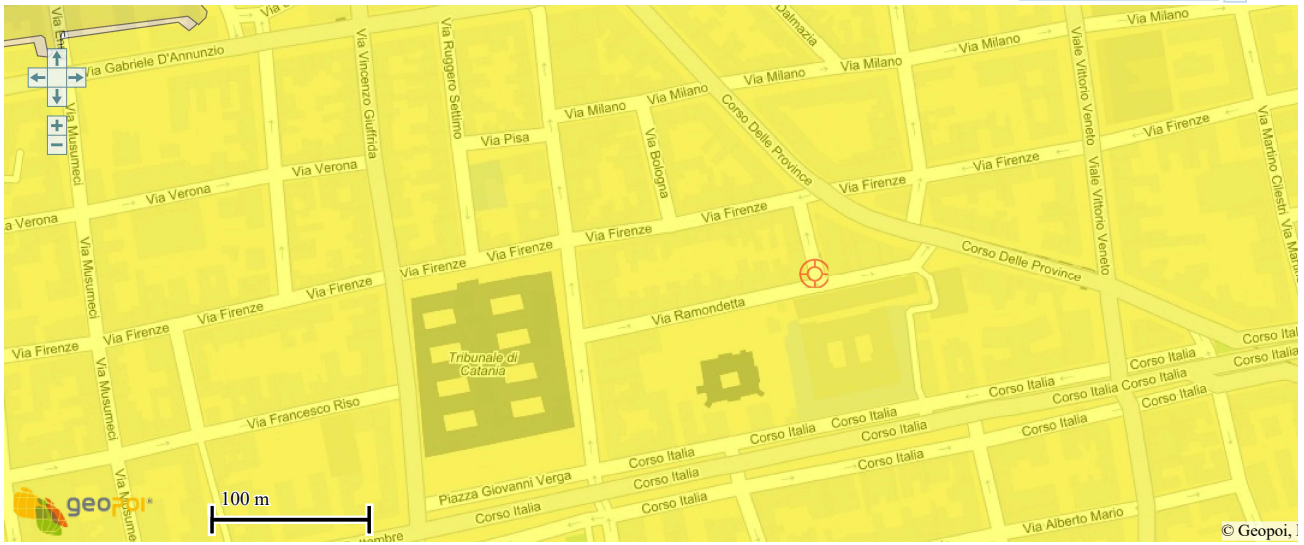 Via Milano
Via Milano
Via Milano
Via Milano
Via Milano
Via Milano
Dalmazia
Via Gabriele D'Annunzio
Via Vincenzo Giuffrida
Via Ruggero Settimo
Corso Delle Province
Viale Vittorio Veneto
Viale Vittorio Veneto
Via Musumeci
Via Pisa
Via Bologna
Via Firenze
Via Firenze
Via Firenze
Via Martino Cilestri
Via Verona
Via Verona
Verona
Via Musumeci
Via Firenze
Via Firenze
Via Firenze
Via Firenze
Corso Delle Province
Via Firenze
Via Firenze
Via Firenze
Via Ramondetta
Via Musumeci
Tribunale di
Catania
Corso Italia
Corso Italia
Corso Italia
Corso Italia
Corso Italia
Corso Italia
Corso Italia
Via Francesco Riso
Corso Italia
Corso Italia
Corso Italia
Corso Italia
Corso Italia
Corso Italia
Piazza Giovanni Verga
Corso Italia
Corso Italia
geopoi
100 m
Via Alberto Mario
© Geopoi,